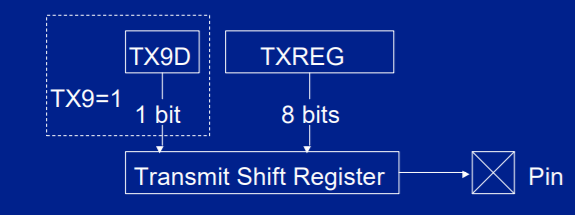 TX9D
TXREG
TX9=1
1 bit
8 bits
Transmit Shift Register
Pin